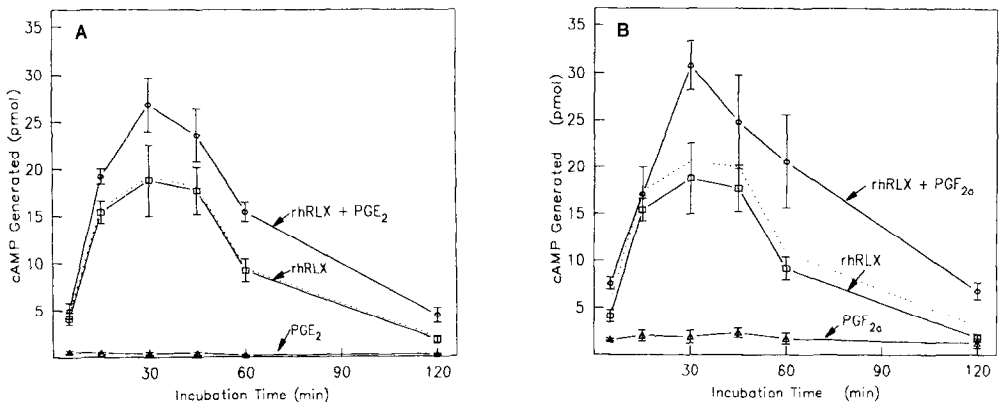 A
cAMP Generated (pmol)
35
30
25
20
15
10
5
rhRLX + PGE2
rhRLX
PGE2
30
60
90
120
Incubation Time (min)
B
cAMP Generated (pmol)
35
30
25
20
15
10
5
rhRLX + PGF2α
rhRLX
PGF2α
30
60
90
120
Incubation Time (min)